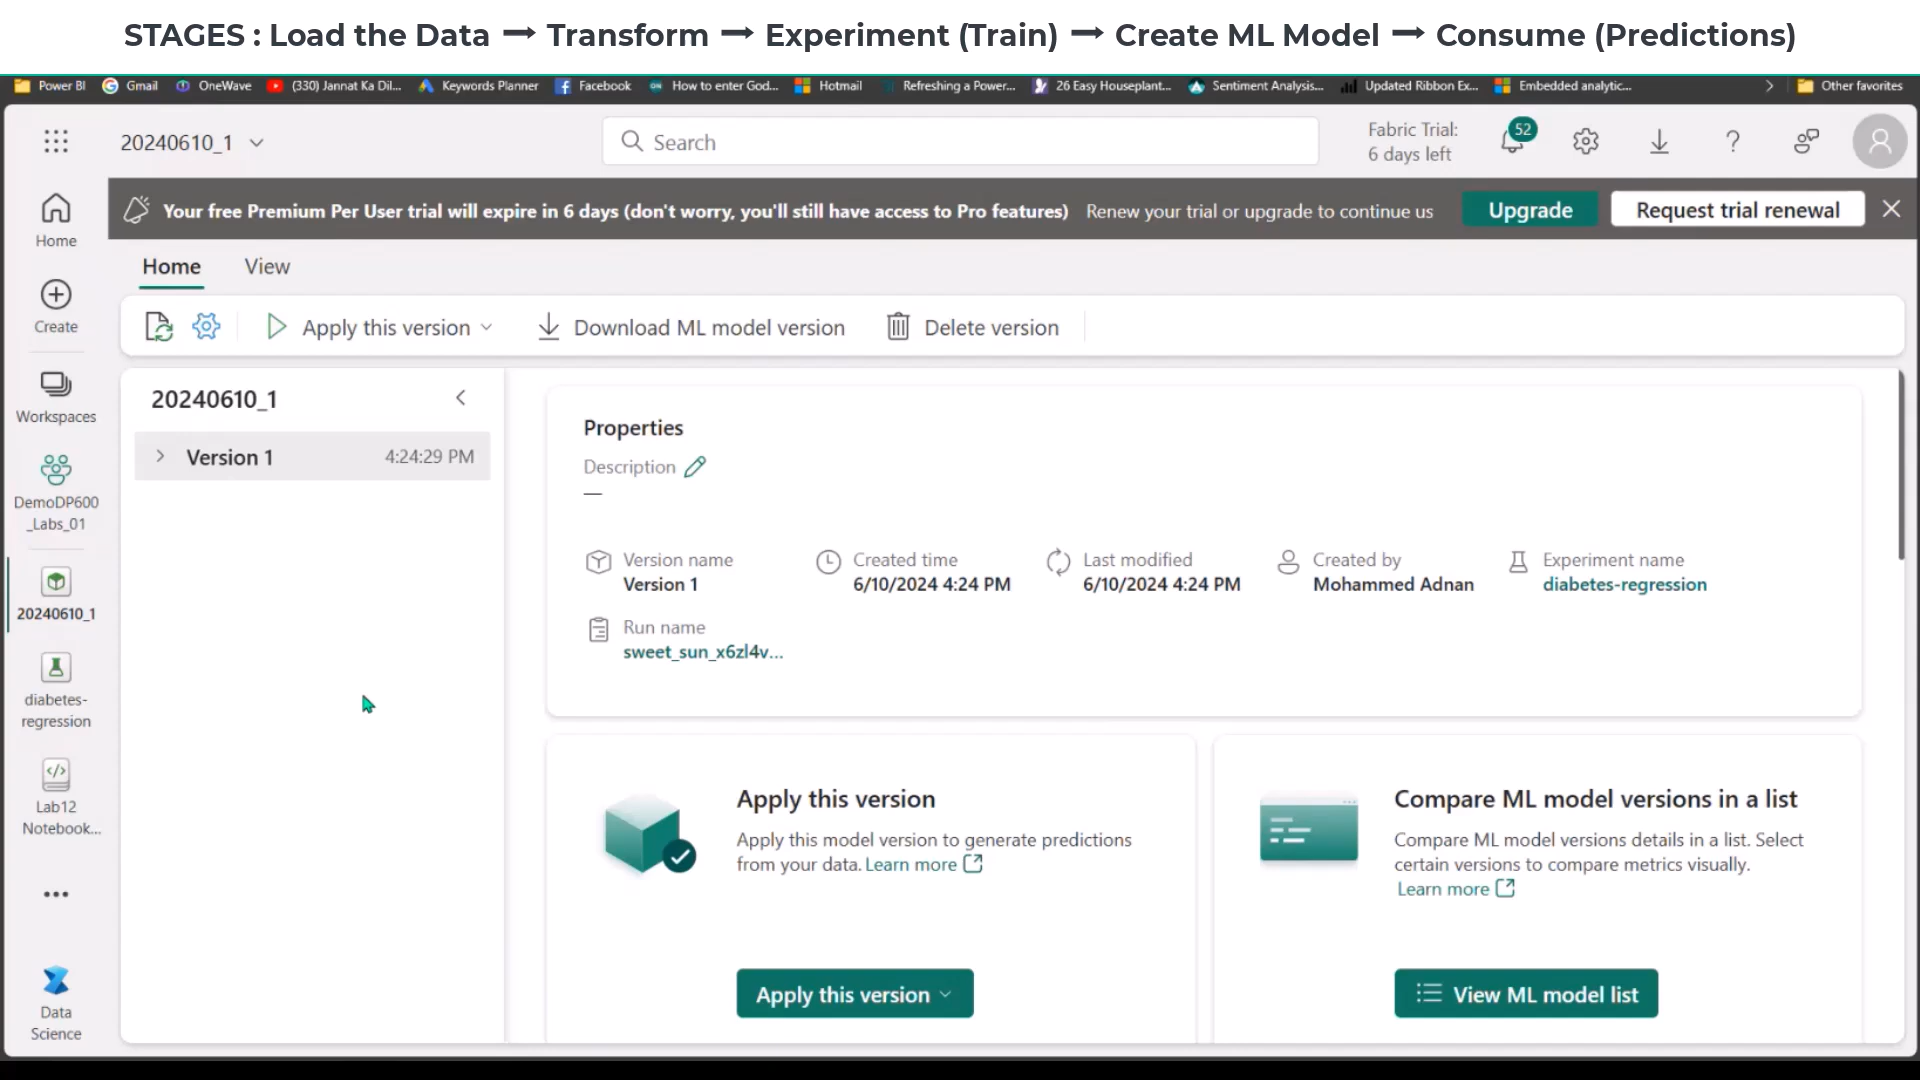 STAGES : Load the Data → Transform → Experiment (Train) → Create ML Model → Consume (Predictions)
Power BI Gmail OneWave (330) Jannat Ka Dil... Keywords Planner Facebook How to enter God... Hotmail Refreshing a Power... 26 Easy Houseplant... Sentiment Analysis... Updated Ribbon Ex... Embedded analytic... Other favorites
20240610_1
Search
Fabric Trial:
6 days left
52
Your free Premium Per User trial will expire in 6 days (don't worry, you'll still have access to Pro features) Renew your trial or upgrade to continue us
Upgrade
Request trial renewal
Home
Create
Workspaces
DemoDP600
_Labs_01
20240610_1
diabetes-
regression
Lab12
Notebook...
Data
Science
Home View
Apply this version Download ML model version Delete version
20240610_1
Version 1 4:24:29 PM
Properties
Description
—
Version name
Version 1
Created time
6/10/2024 4:24 PM
Last modified
6/10/2024 4:24 PM
Created by
Mohammed Adnan
Experiment name
diabetes-regression
Run name
sweet_sun_x6zl4v...
Apply this version
Apply this model version to generate predictions
from your data. Learn more
Apply this version
Compare ML model versions in a list
Compare ML model versions details in a list. Select
certain versions to compare metrics visually.
Learn more
View ML model list